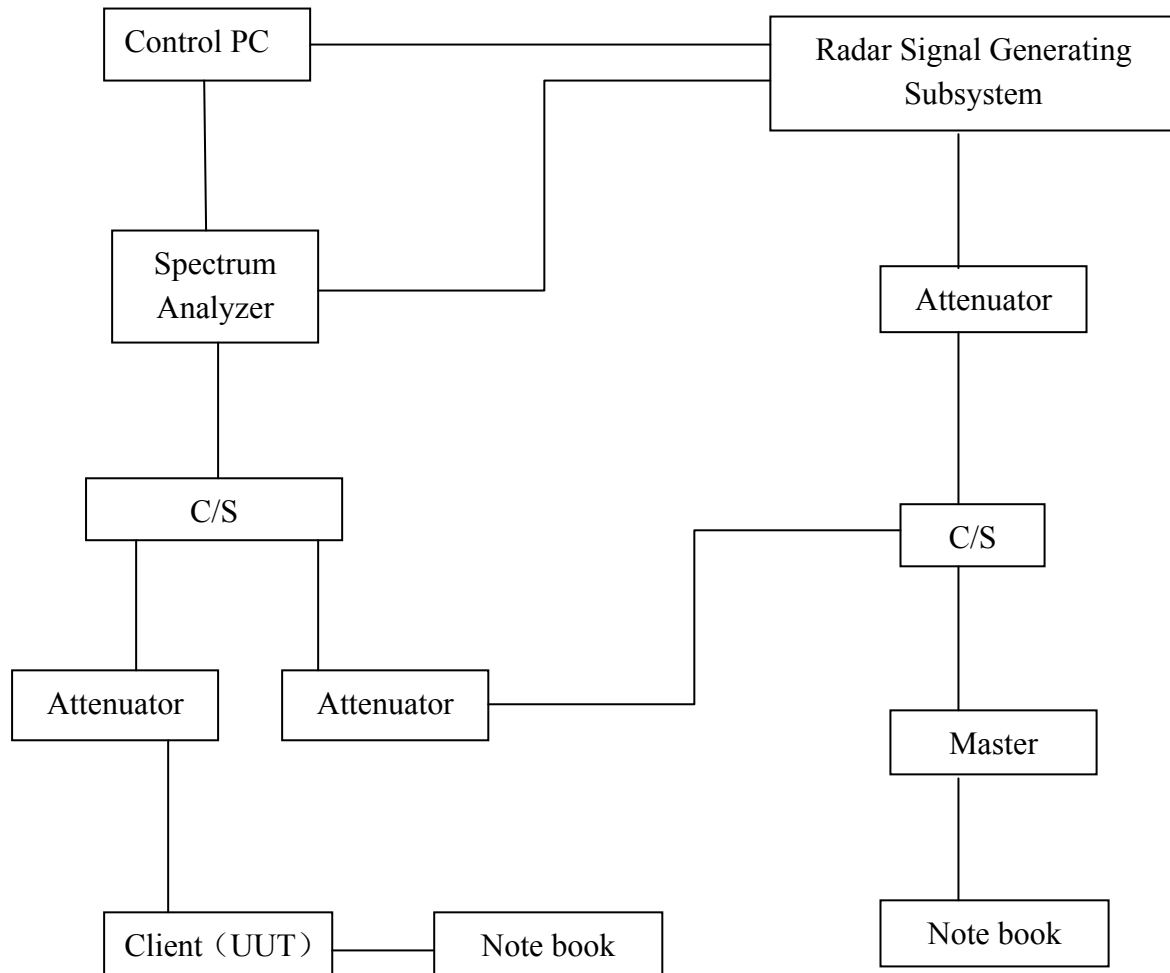 Control PC
Radar Signal Generating
Subsystem
Spectrum
Analyzer
Attenuator
C/S
C/S
Attenuator
Attenuator
Master
Client（UUT）
Note book
Note book